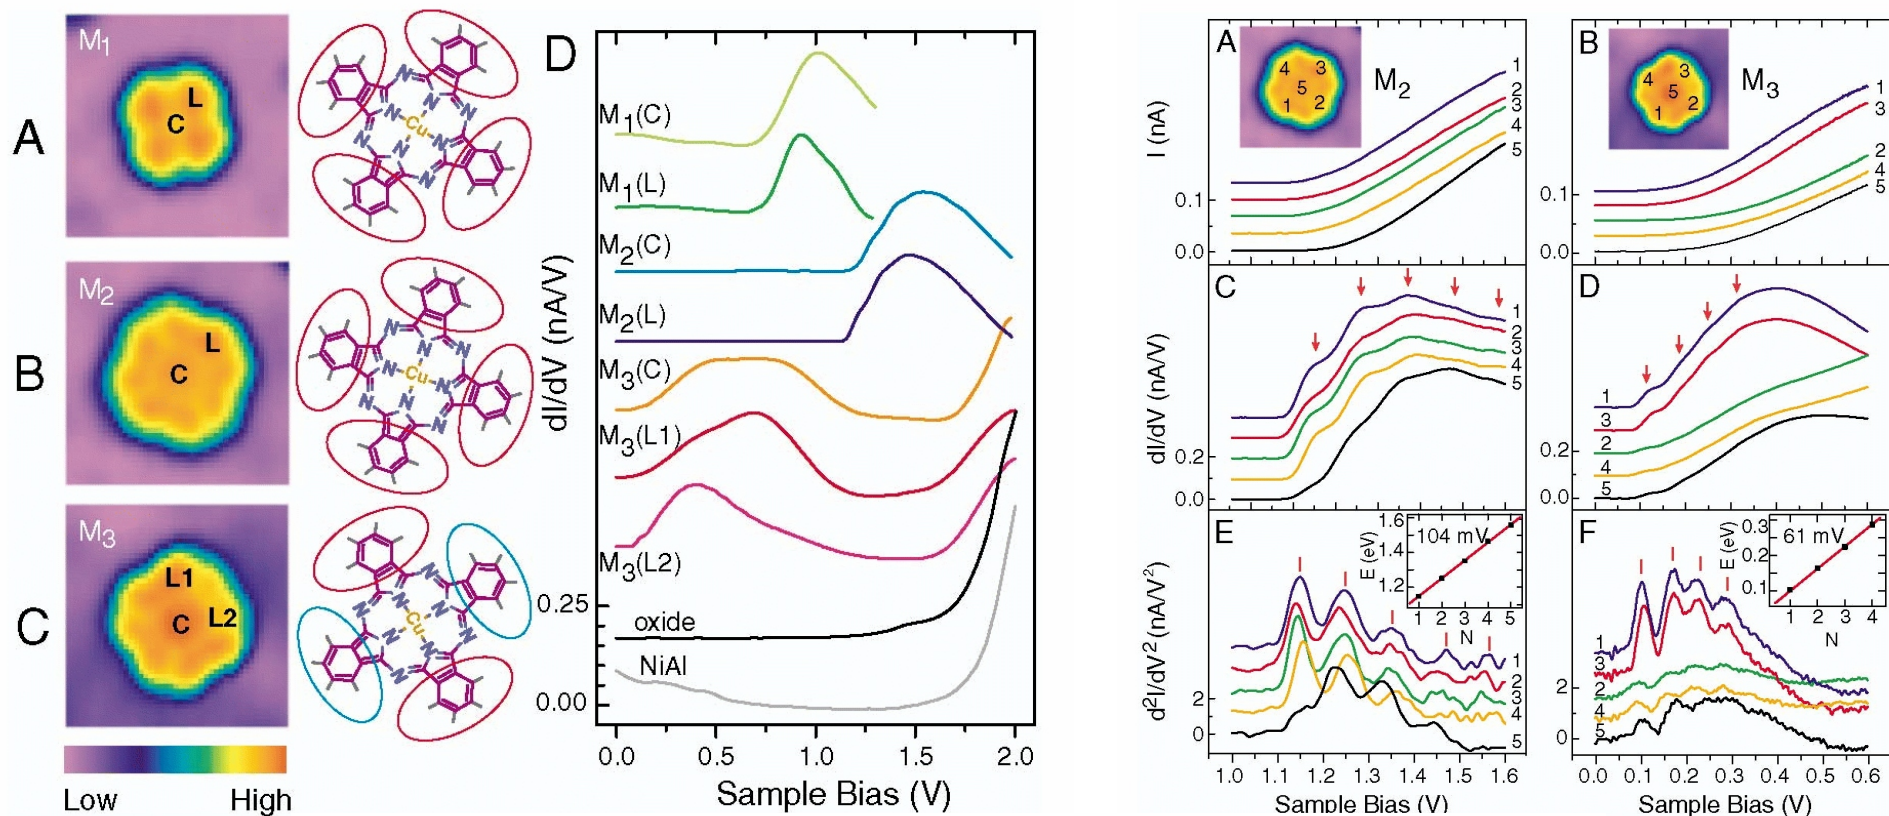 A
M1
L
C
B
M2
L
C
C
M3
L1
C
L2
Low High
N N N N N N N N Cu
N N N N N N N N Cu
N N N N N N N N Cu
D
dI/dV (nA/V)
M1(C)
M1(L)
M2(C)
M2(L)
M3(C)
M3(L1)
M3(L2)
oxide
NiAl
0.25
0.00
0.0 0.5 1.0 1.5 2.0
Sample Bias (V)
A
4 3
5
1 2
M2
I (nA)
0.1
0.0
1
2
3
4
5
B
4 3
5
1 2
M3
0.1
0.0
1
3
2
4
5
C
dI/dV (nA/V)
0.2
0.0
1
2
3
4
5
D
0.2
0.0
1
3
2
4
5
E
d2I/dV2 (nA/V2)
2
0
1
2
3
4
5
E (eV)
1.6
1.4
1.2
104 mV
1 2 3 4 5
N
1.0 1.1 1.2 1.3 1.4 1.5 1.6
Sample Bias (V)
F
2
0
1
3
2
4
5
E (eV)
0.3
0.2
0.1
61 mV
1 2 3 4
N
0.0 0.1 0.2 0.3 0.4 0.5 0.6
Sample Bias (V)